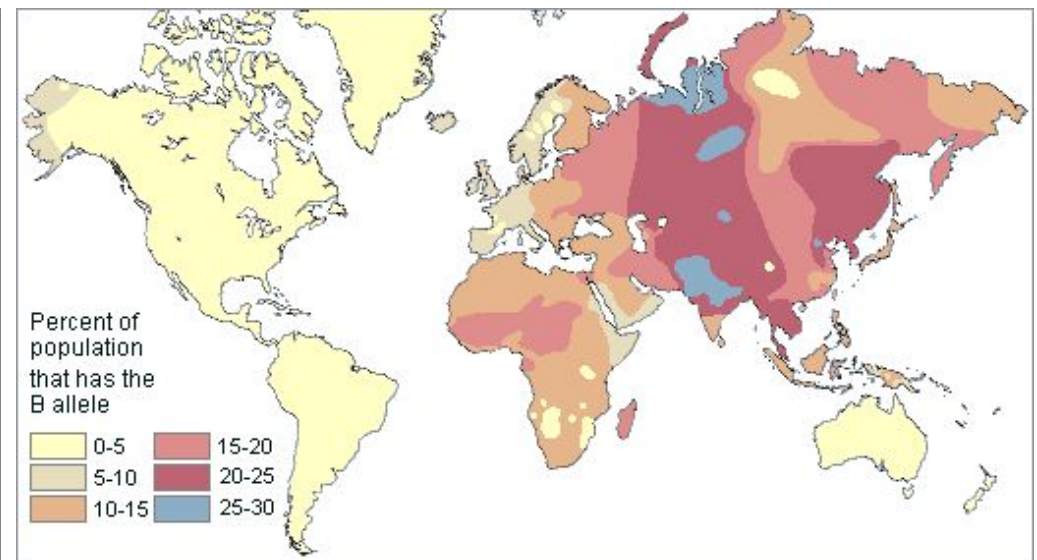 Percent of
population
that has the
B allele
0-5
15-20
5-10
20-25
10-15
25-30